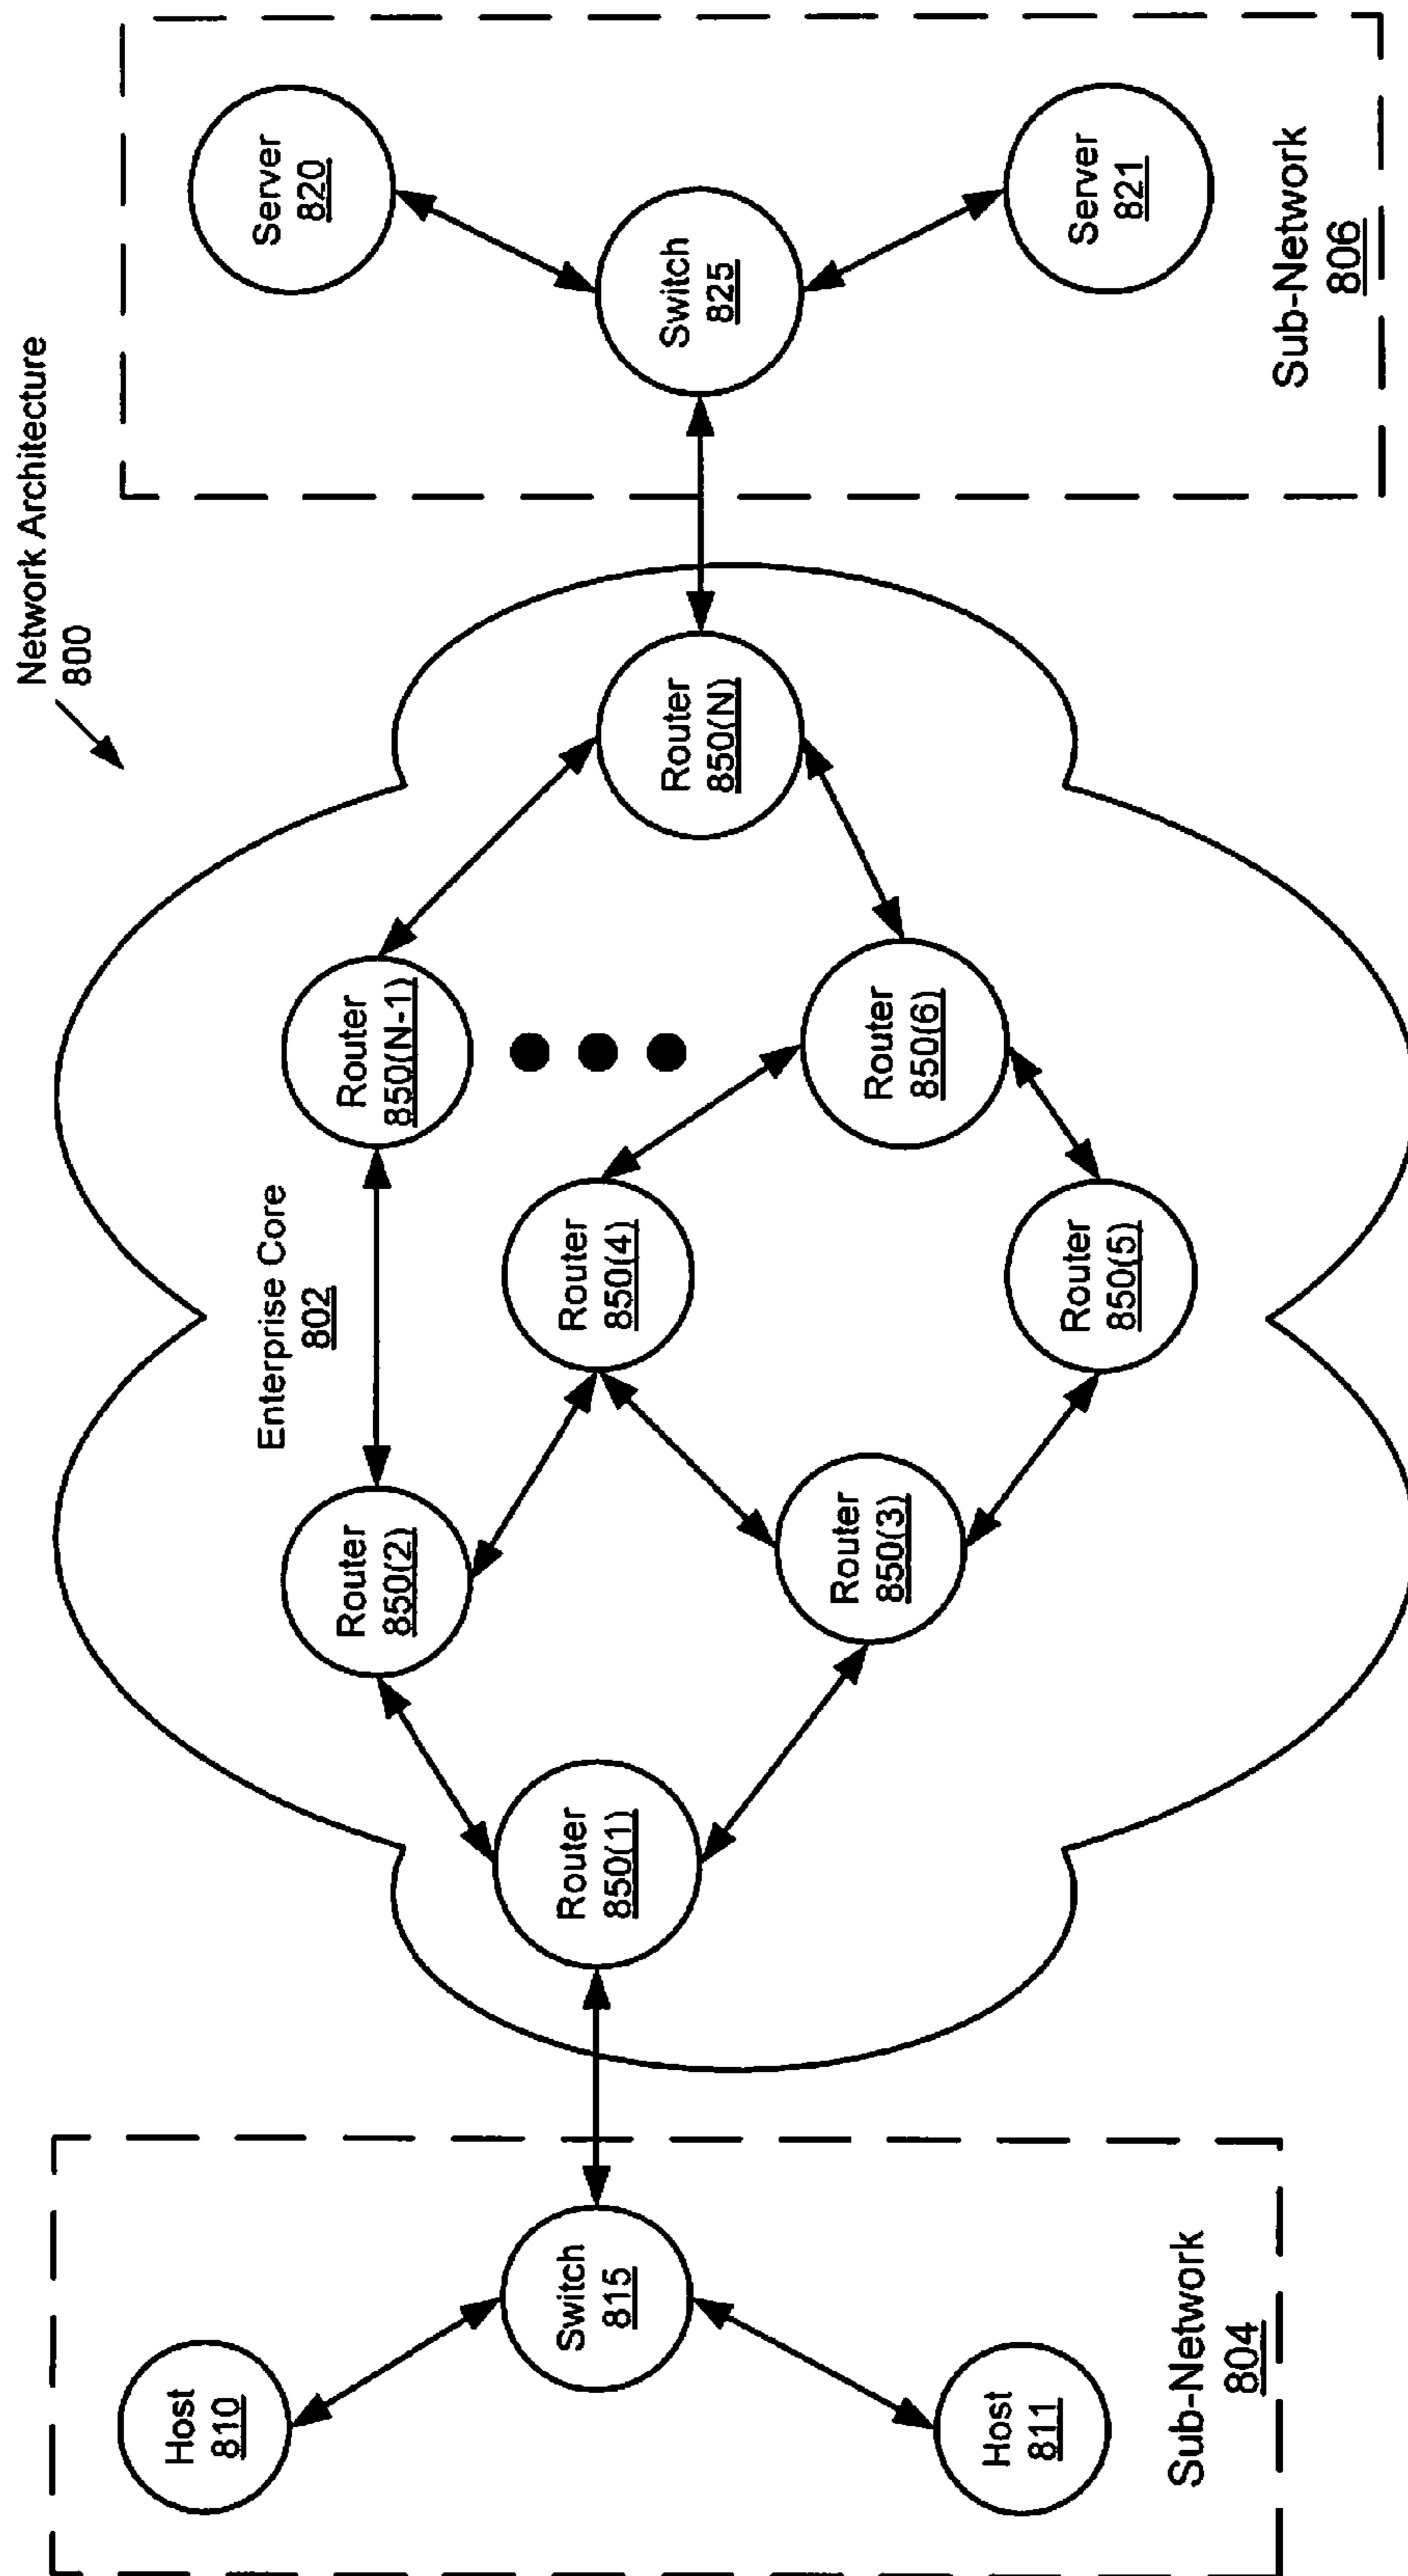 Network Architecture
800
Enterprise Core
802
Host
810
Host
811
Switch
815
Sub-Network
804
Router
850(1)
Router
850(2)
Router
850(3)
Router
850(4)
Router
850(5)
Router
850(6)
Router
850(N-1)
Router
850(N)
Switch
825
Server
820
Server
821
Sub-Network
806